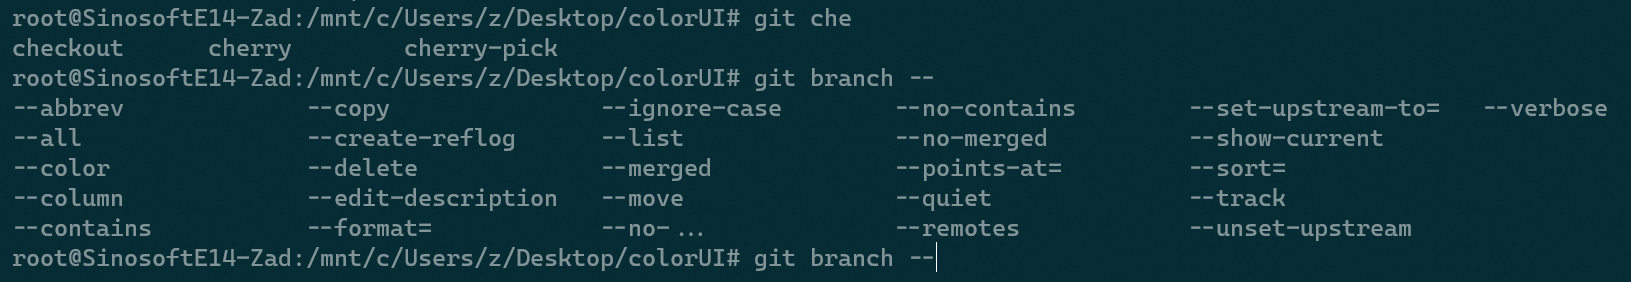 root@SinosoftE14-Zad:/mnt/c/Users/z/Desktop/colorUI# git che
checkout      cherry        cherry-pick
root@SinosoftE14-Zad:/mnt/c/Users/z/Desktop/colorUI# git branch --
--abbrev             --copy               --ignore-case        --no-contains        --set-upstream-to=   --verbose
--all                --create-reflog      --list               --no-merged          --show-current
--color              --delete             --merged             --points-at=         --sort=
--column             --edit-description   --move               --quiet              --track
--contains           --format=            --no-...             --remotes            --unset-upstream
root@SinosoftE14-Zad:/mnt/c/Users/z/Desktop/colorUI# git branch --